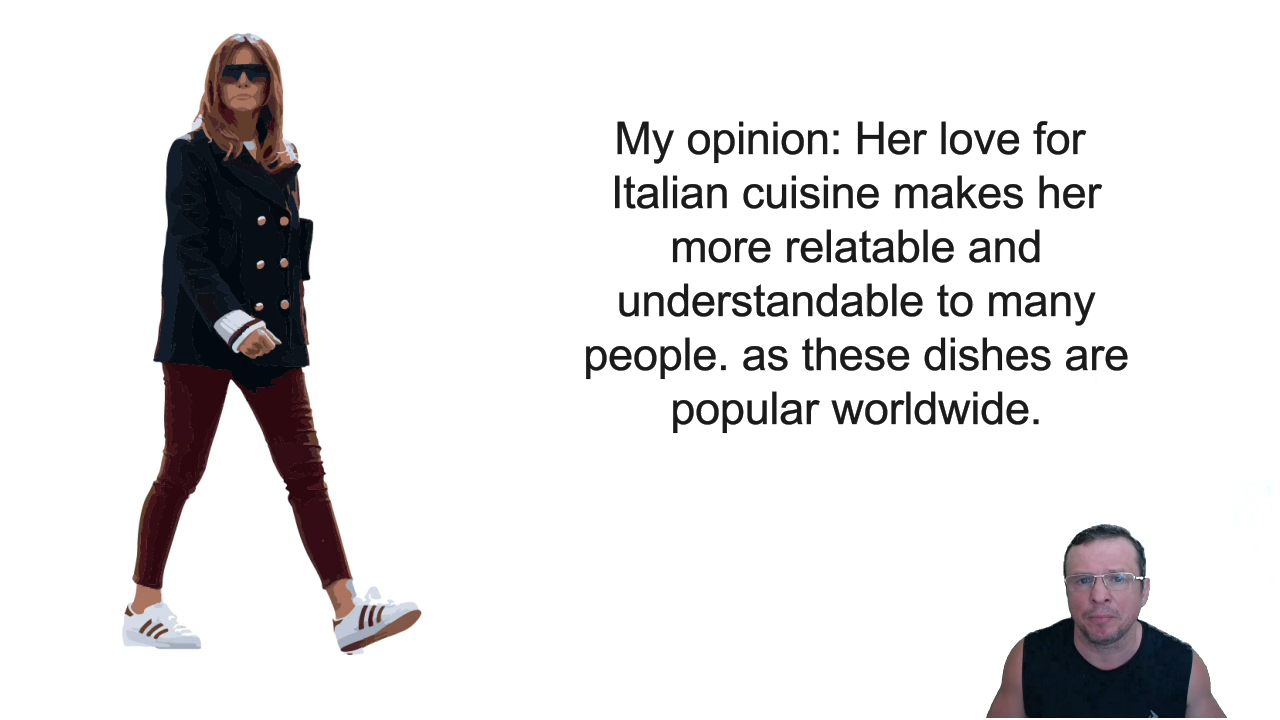 My opinion: Her love for
Italian cuisine makes her
more relatable and
understandable to many
people. as these dishes are
popular worldwide.